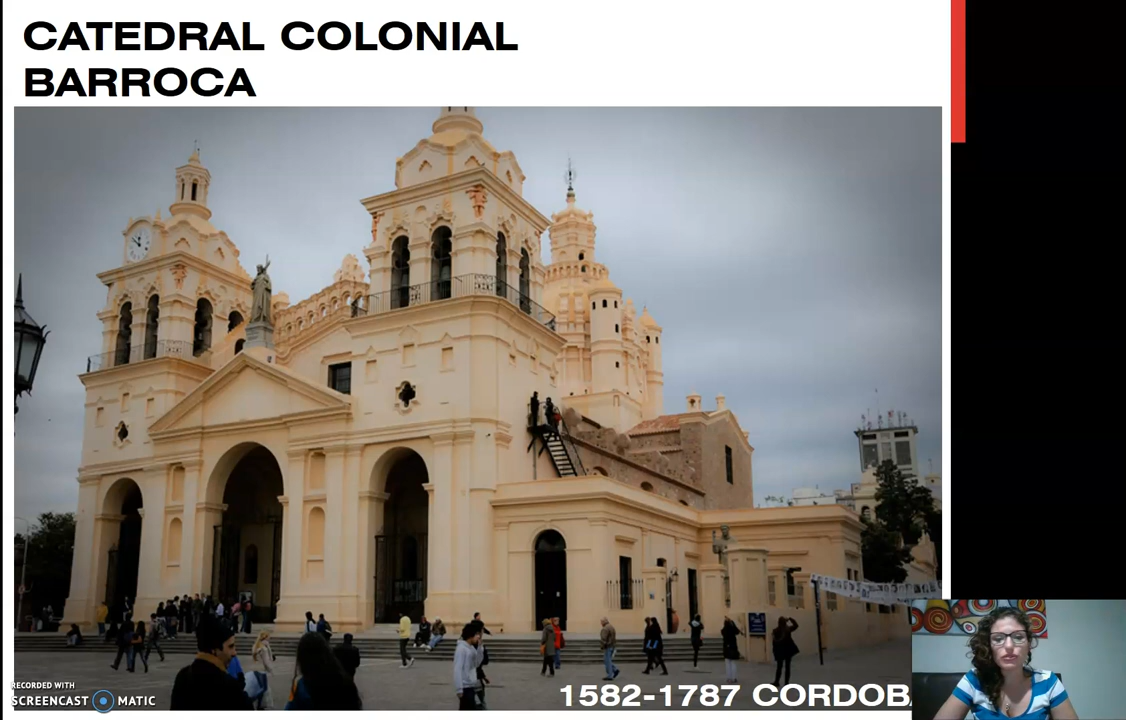 CATEDRAL COLONIAL
BARROCA
1582-1787 CORDOB
RECORDED WITH
SCREENCAST MATIC